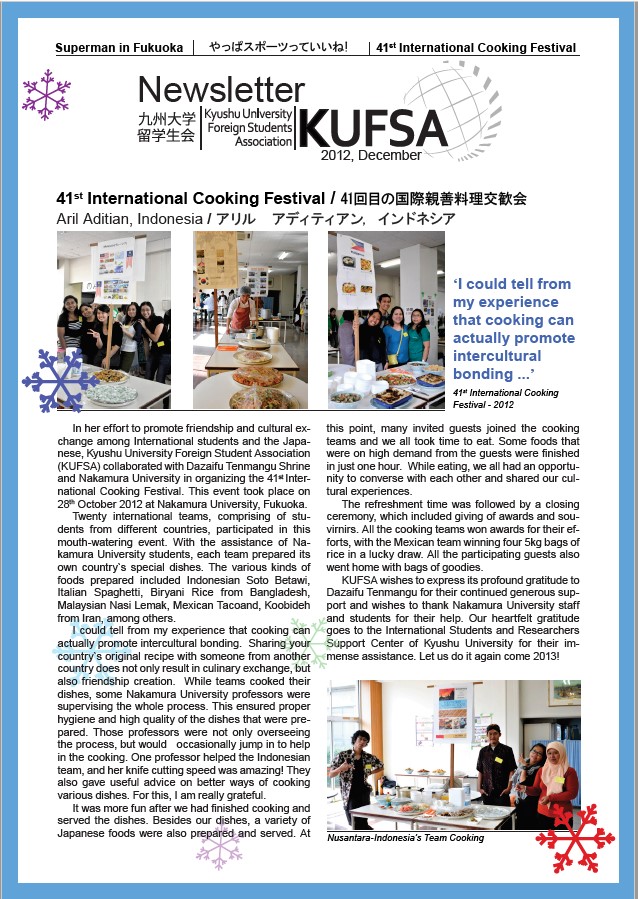 Superman in Fukuoka
やっぱスポーツっていいね!
41st International Cooking Festival
Newsletter
九州大学
留学生会
Kyushu University
Foreign Students
Association
KUFSA
2012, December
41st International Cooking Festival / 41回目の国際親善料理交歓会
Aril Aditian, Indonesia / アリル アディティアン, インドネシア
'I could tell from
my experience
that cooking can
actually promote
intercultural
bonding ...'
41st International Cooking
Festival - 2012
In her effort to promote friendship and cultural ex-
change among International students and the Japa-
nese, Kyushu University Foreign Student Association
(KUFSA) collaborated with Dazaifu Tenmangu Shrine
and Nakamura University in organizing the 41st Inter-
national Cooking Festival. This event took place on
28th October 2012 at Nakamura University, Fukuoka.
Twenty international teams, comprising of stu-
dents from different countries, participated in this
mouth-watering event. With the assistance of Na-
kamura University students, each team prepared its
own country`s special dishes. The various kinds of
foods prepared included Indonesian Soto Betawi,
Italian Spaghetti, Biryani Rice from Bangladesh,
Malaysian Nasi Lemak, Mexican Tacoand, Koobideh
from Iran, among others.
I could tell from my experience that cooking can
actually promote intercultural bonding. Sharing your
country`s original recipe with someone from another
country does not only result in culinary exchange, but
also friendship creation. While teams cooked their
dishes, some Nakamura University professors were
supervising the whole process. This ensured proper
hygiene and high quality of the dishes that were pre-
pared. Those professors were not only overseeing
the process, but would occasionally jump in to help
in the cooking. One professor helped the Indonesian
team, and her knife cutting speed was amazing! They
also gave useful advice on better ways of cooking
various dishes. For this, I am really grateful.
It was more fun after we had finished cooking and
served the dishes. Besides our dishes, a variety of
Japanese foods were also prepared and served. At
this point, many invited guests joined the cooking
teams and we all took time to eat. Some foods that
were on high demand from the guests were finished
in just one hour. While eating, we all had an opportu-
nity to converse with each other and shared our cul-
tural experiences.
The refreshment time was followed by a closing
ceremony, which included giving of awards and sou-
virnirs. All the cooking teams won awards for their ef-
forts, with the Mexican team winning four 5kg bags of
rice in a lucky draw. All the participating guests also
went home with bags of goodies.
KUFSA wishes to express its profound gratitude to
Dazaifu Tenmangu for their continued generous sup-
port and wishes to thank Nakamura University staff
and students for their help. Our heartfelt gratitude
goes to the International Students and Researchers
Support Center of Kyushu University for their im-
mense assistance. Let us do it again come 2013!
Nusantara-Indonesia's Team Cooking